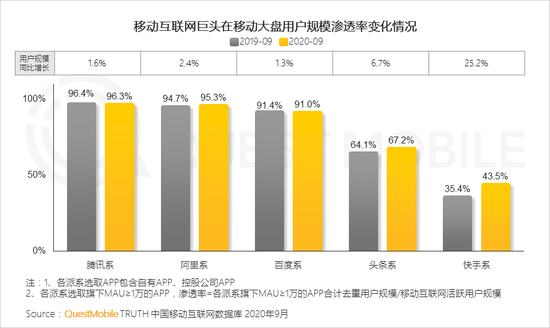 移动互联网巨头在移动大盘用户规模渗透率变化情况
2019-09 2020-09
用户规模
同比增长
1.6% 2.4% 1.3% 6.7% 25.2%
100%
50%
0%
96.4% 96.3% 94.7% 95.3% 91.4% 91.0% 64.1% 67.2% 35.4% 43.5%
QUEST MOBILE
腾讯系 阿里系 百度系 头条系 快手系
注：1、各派系选取APP包含自有APP、控股公司APP
2、各派系选取旗下MAU≥1万的APP，渗透率=各派系旗下MAU≥1万的APP合计去重用户规模/移动互联网活跃用户规模
Source：QuestMobile TRUTH 中国移动互联网数据库 2020年9月